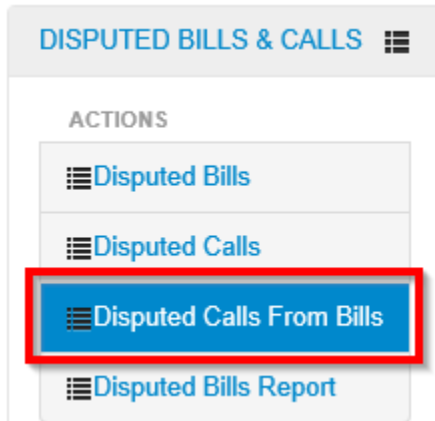 DISPUTED BILLS & CALLS
ACTIONS
Disputed Bills
Disputed Calls
Disputed Calls From Bills
Disputed Bills Report